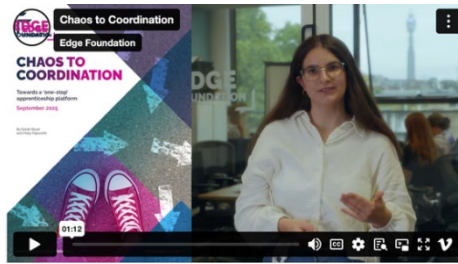 EDGE
FOUNDATION
Chaos to Coordination
Edge Foundation
CHAOS TO
COORDINATION
Towards a 'one-stop'
apprenticeship platform
September 2025
EDGE
FOUNDATION
01:12
CC